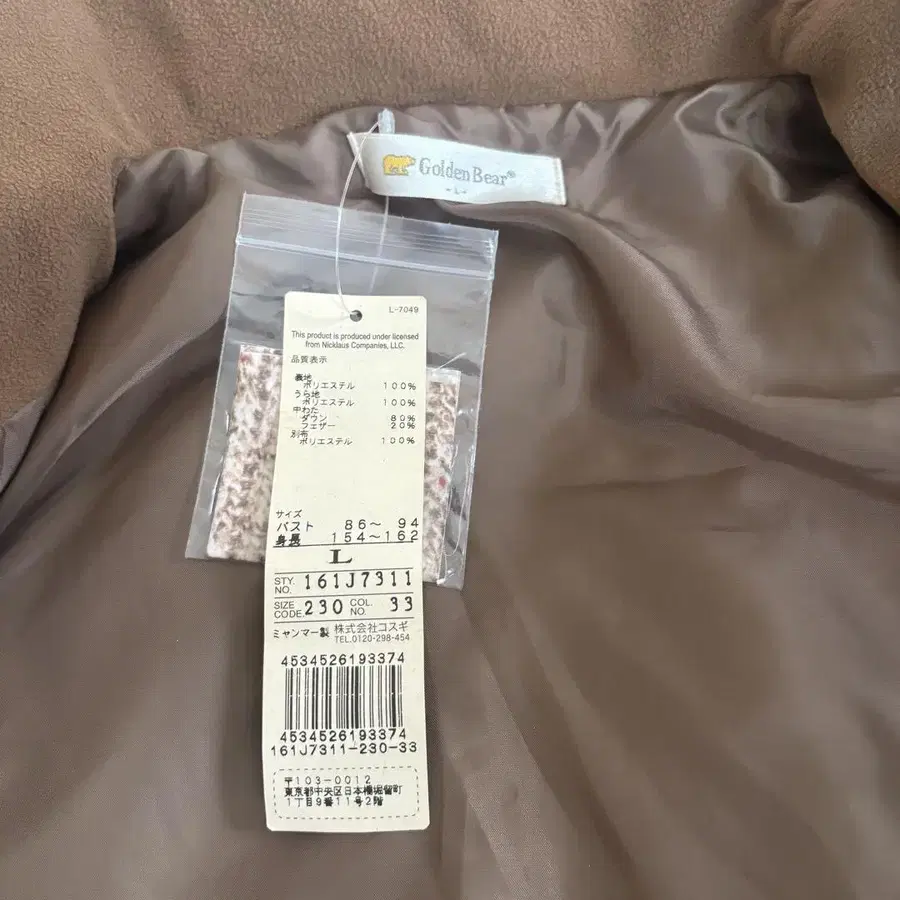 Golden Bear®
- L -
L-7049
This product is produced under licensed
from Nicklaus Companies, LLC.
品質表示
表地
ポリエステル 100%
うら地
ポリエステル 100%
中わた
ダウン 80%
フェザー 20%
別布
ポリエステル 100%
サイズ
バスト 86～ 94
身長 154～162
L
STY. NO. 161J7311
SIZE CODE. 230 COL. NO. 33
ミャンマー製 株式会社コスギ
TEL.0120-298-454
4534526193374
4534526193374
161J7311-230-33
〒103-0012
東京都中央区日本橋堀留町
1丁目9番11号2階